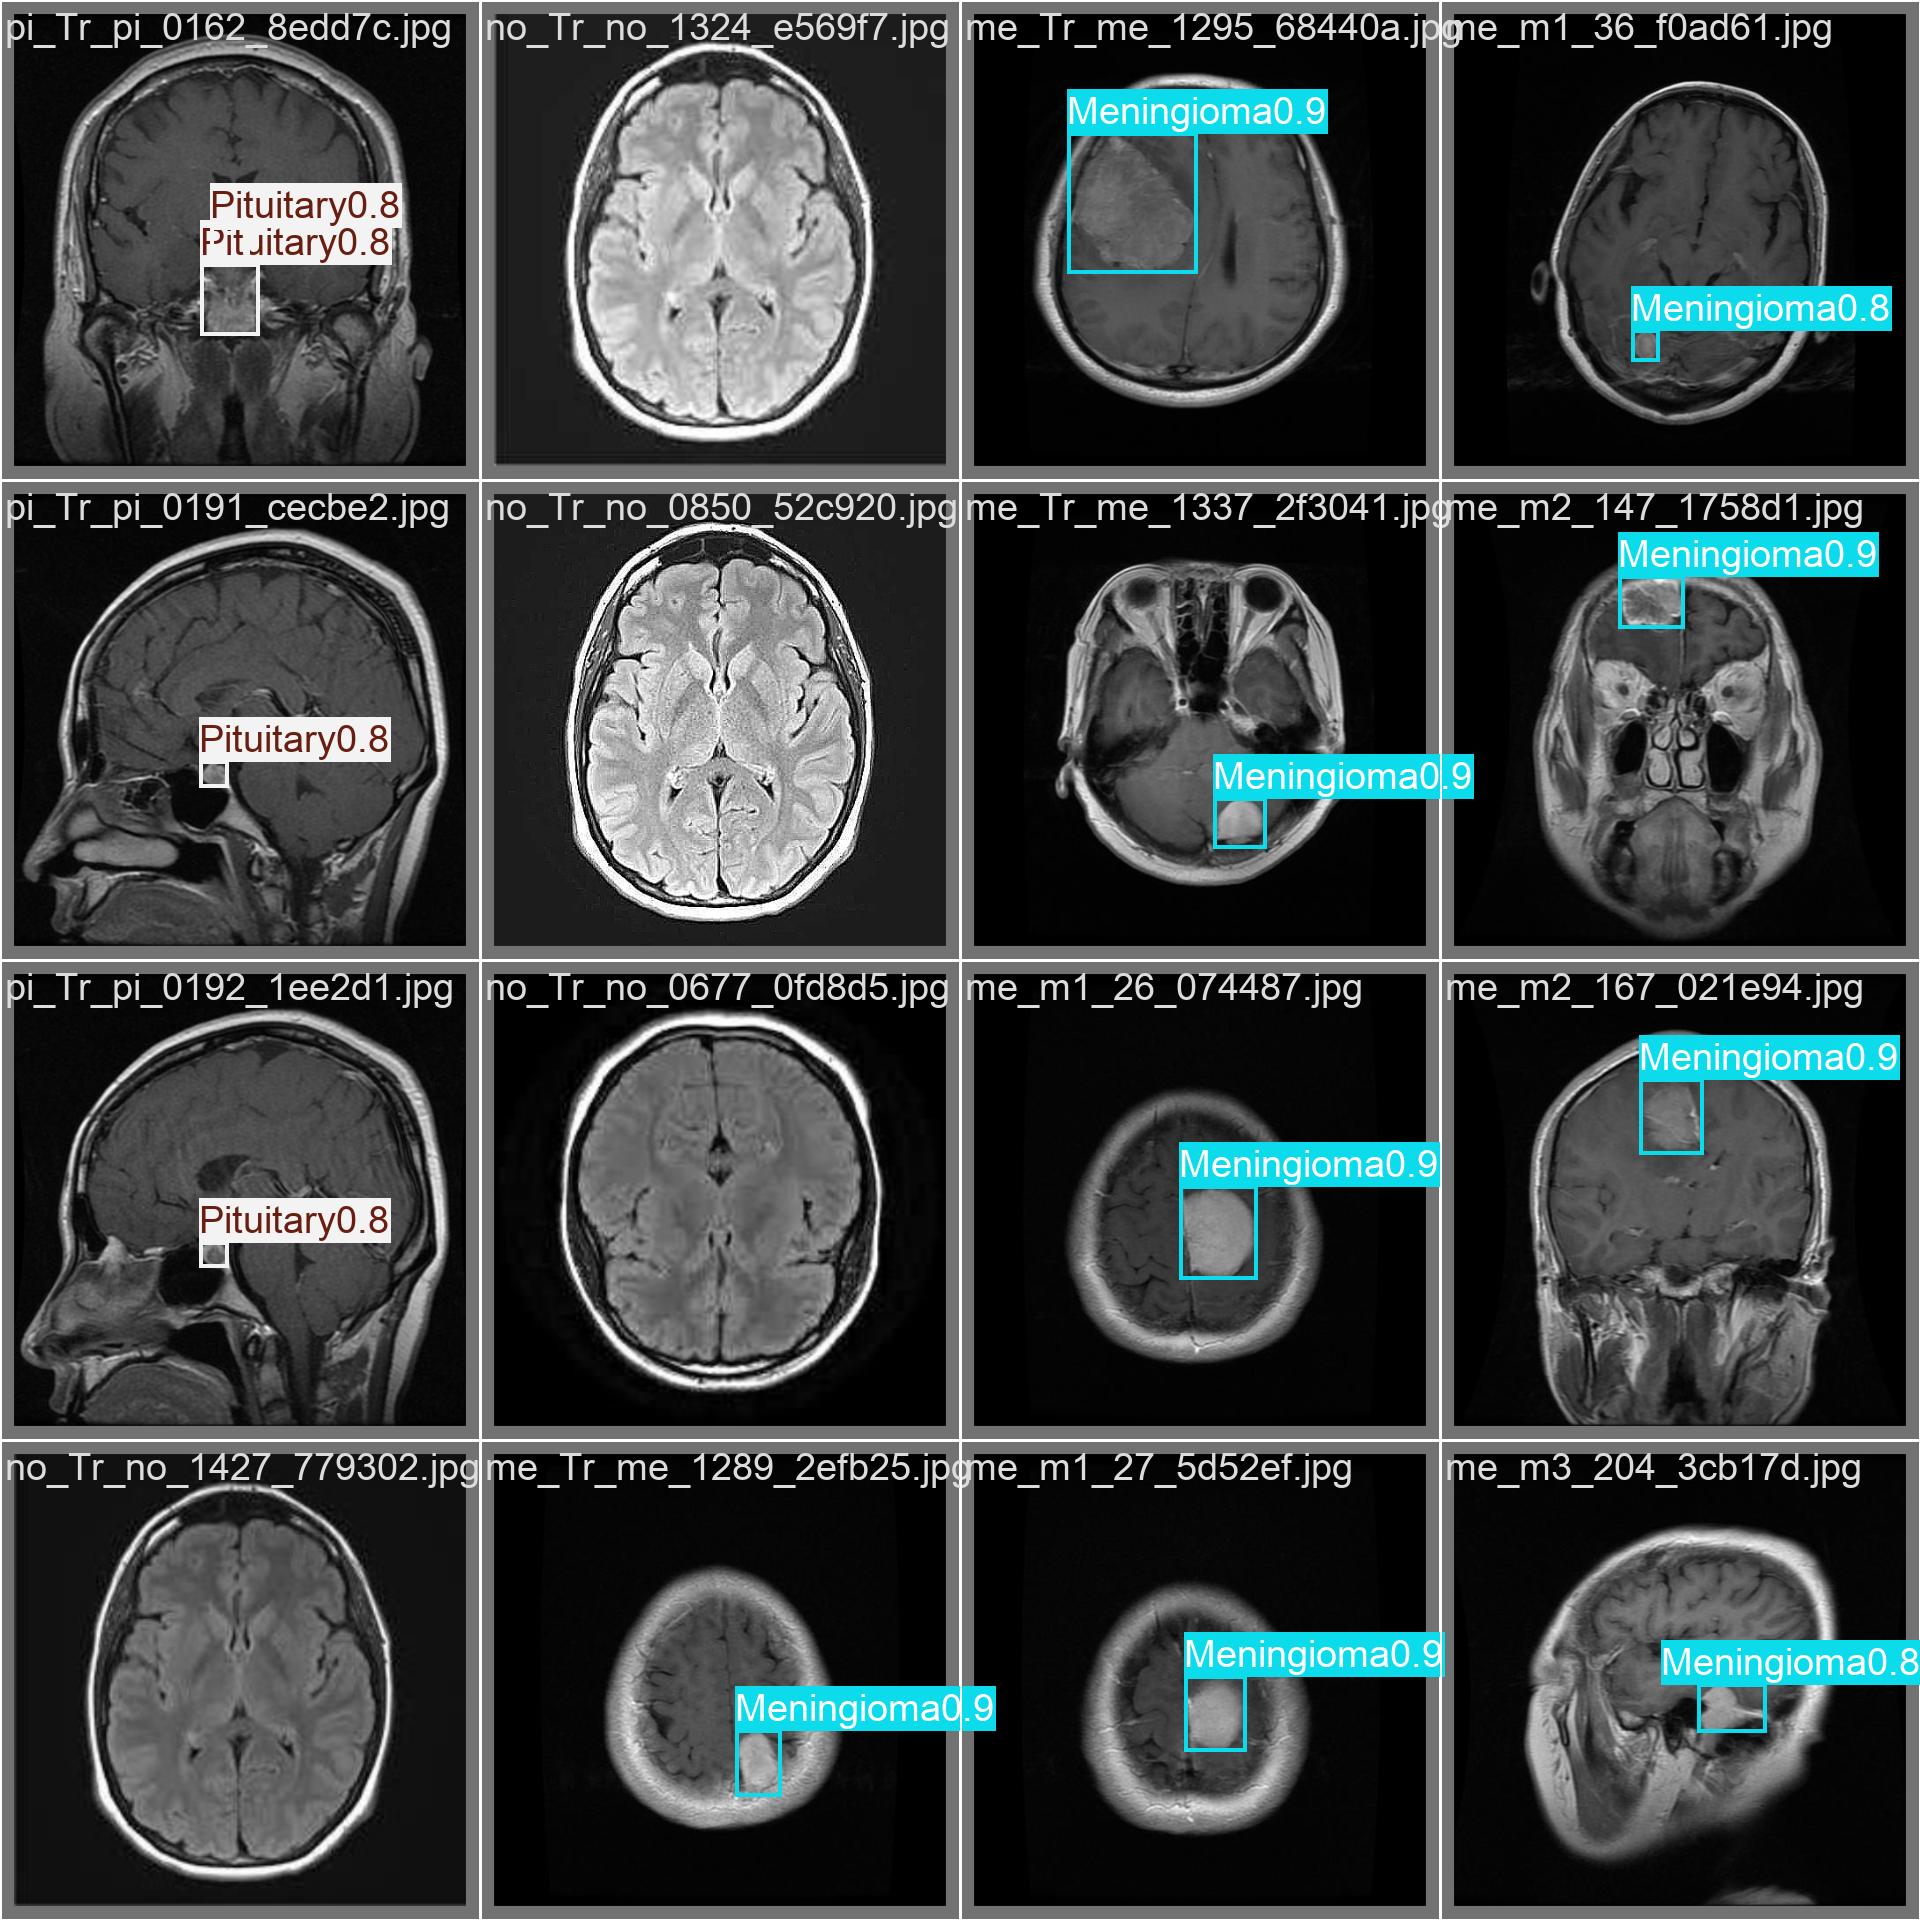 pi_Tr_pi_0162_8edd7c.jpg
Pituitary0.8
Pituitary0.8
no_Tr_no_1324_e569f7.jpg
me_Tr_me_1295_68440a.jpg
Meningioma0.9
me_m1_36_f0ad61.jpg
Meningioma0.8
pi_Tr_pi_0191_cecbe2.jpg
Pituitary0.8
no_Tr_no_0850_52c920.jpg
me_Tr_me_1337_2f3041.jpg
Meningioma0.9
me_m2_147_1758d1.jpg
Meningioma0.9
pi_Tr_pi_0192_1ee2d1.jpg
Pituitary0.8
no_Tr_no_0677_0fd8d5.jpg
me_m1_26_074487.jpg
Meningioma0.9
me_m2_167_021e94.jpg
Meningioma0.9
no_Tr_no_1427_779302.jpg
me_Tr_me_1289_2efb25.jpg
Meningioma0.9
me_m1_27_5d52ef.jpg
Meningioma0.9
me_m3_204_3cb17d.jpg
Meningioma0.8